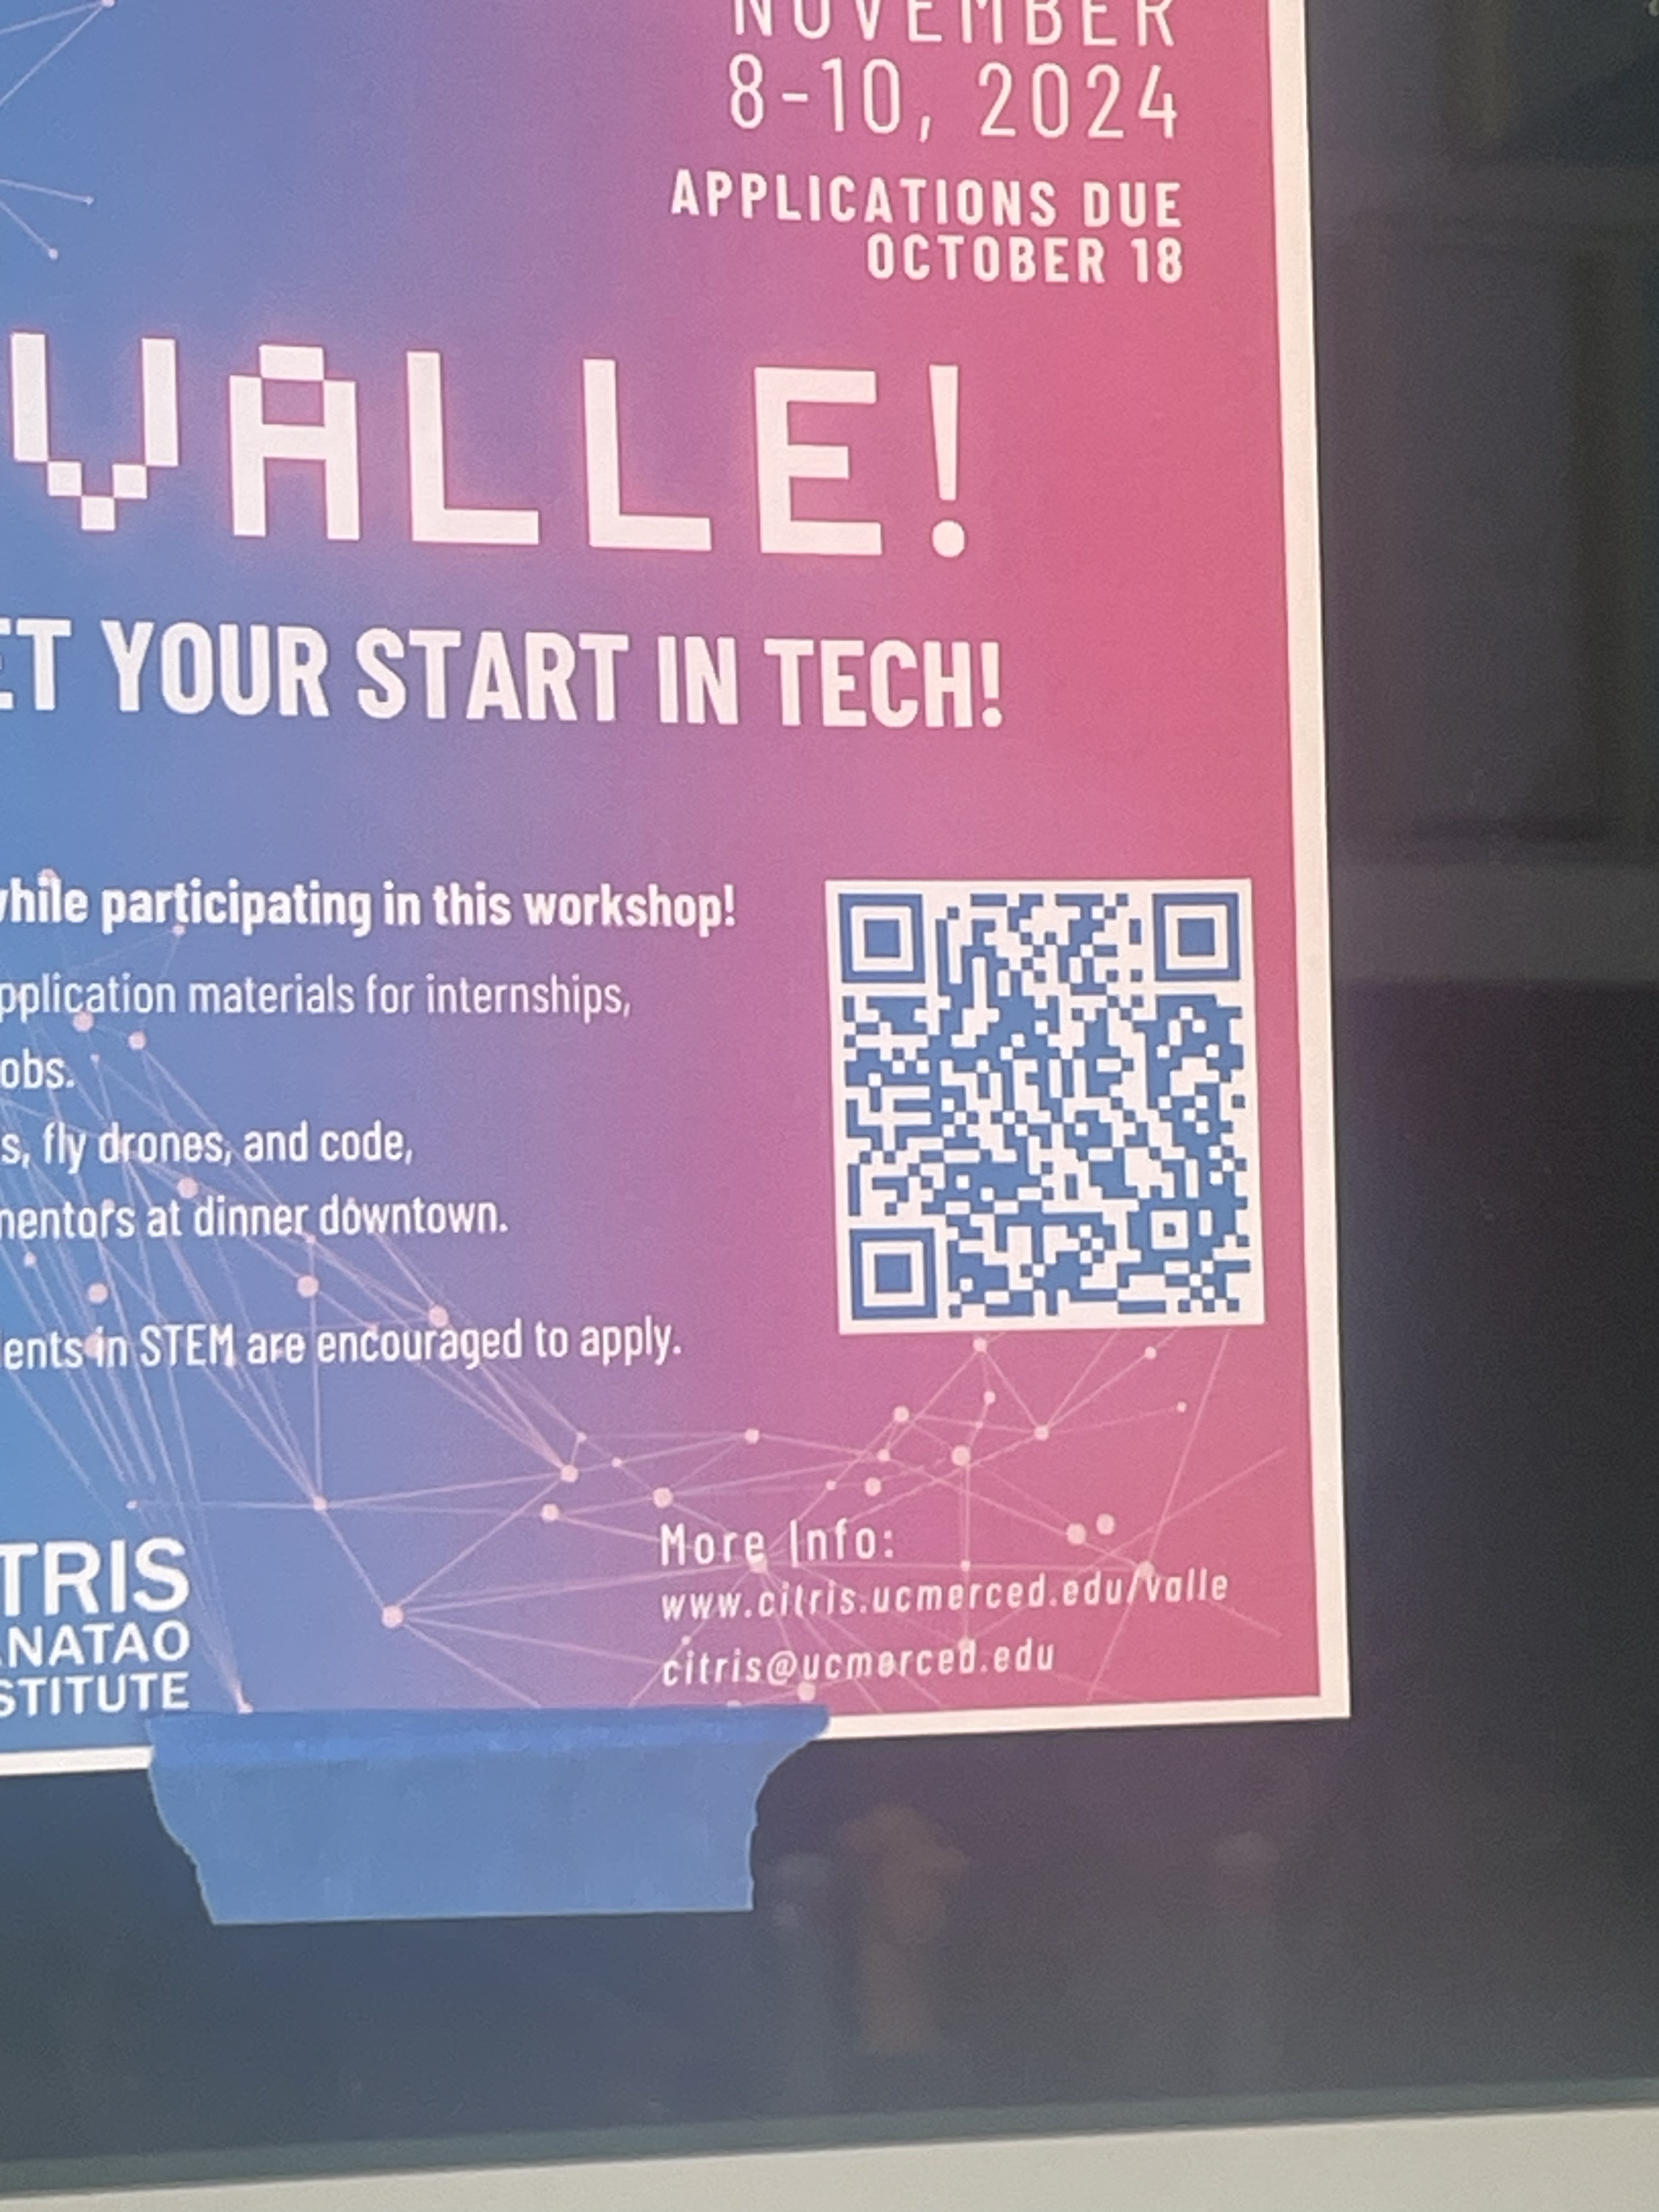 NOVEMBER
8-10, 2024
APPLICATIONS DUE
OCTOBER 18
VALLE!
ET YOUR START IN TECH!
while participating in this workshop!
pplication materials for internships,
obs.
s, fly drones, and code,
mentors at dinner downtown.
ents in STEM are encouraged to apply.
TRIS
ANATAO
STITUTE
More Info:
www.citris.ucmerced.edu/valle
citris@ucmerced.edu